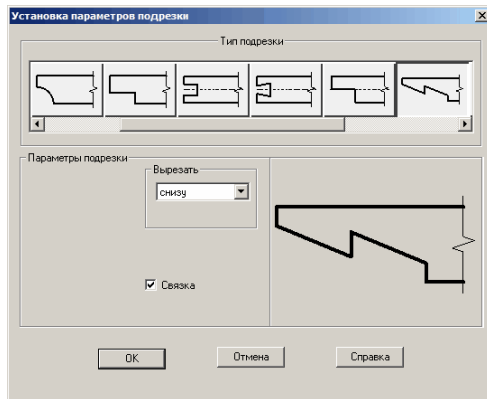 Установка параметров подрезки
Тип подрезки
Параметры подрезки
Вырезать
снизу
Связка
OK
Отмена
Справка